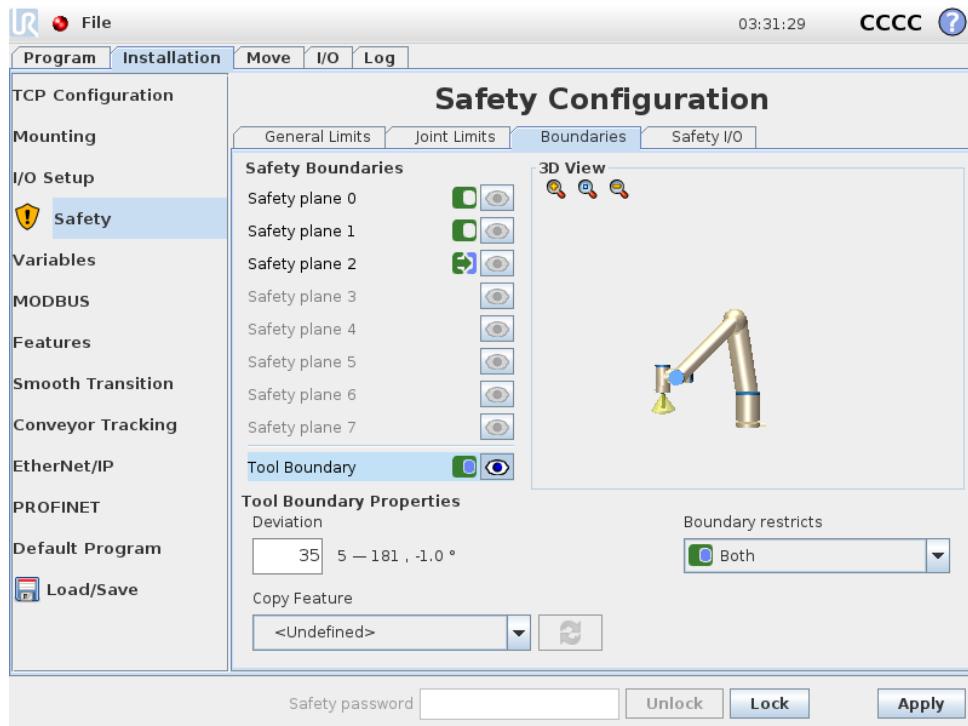 UR File 03:31:29 CCCC ?
Program Installation Move I/O Log
TCP Configuration
Mounting
I/O Setup
Safety
Variables
MODBUS
Features
Smooth Transition
Conveyor Tracking
EtherNet/IP
PROFINET
Default Program
Load/Save
Safety Configuration
General Limits Joint Limits Boundaries Safety I/O
Safety Boundaries
Safety plane 0
Safety plane 1
Safety plane 2
Safety plane 3
Safety plane 4
Safety plane 5
Safety plane 6
Safety plane 7
Tool Boundary
3D View
Tool Boundary Properties
Deviation
35 5 — 181 , -1.0 °
Boundary restricts
Both
Copy Feature
<Undefined>
Safety password Unlock Lock Apply